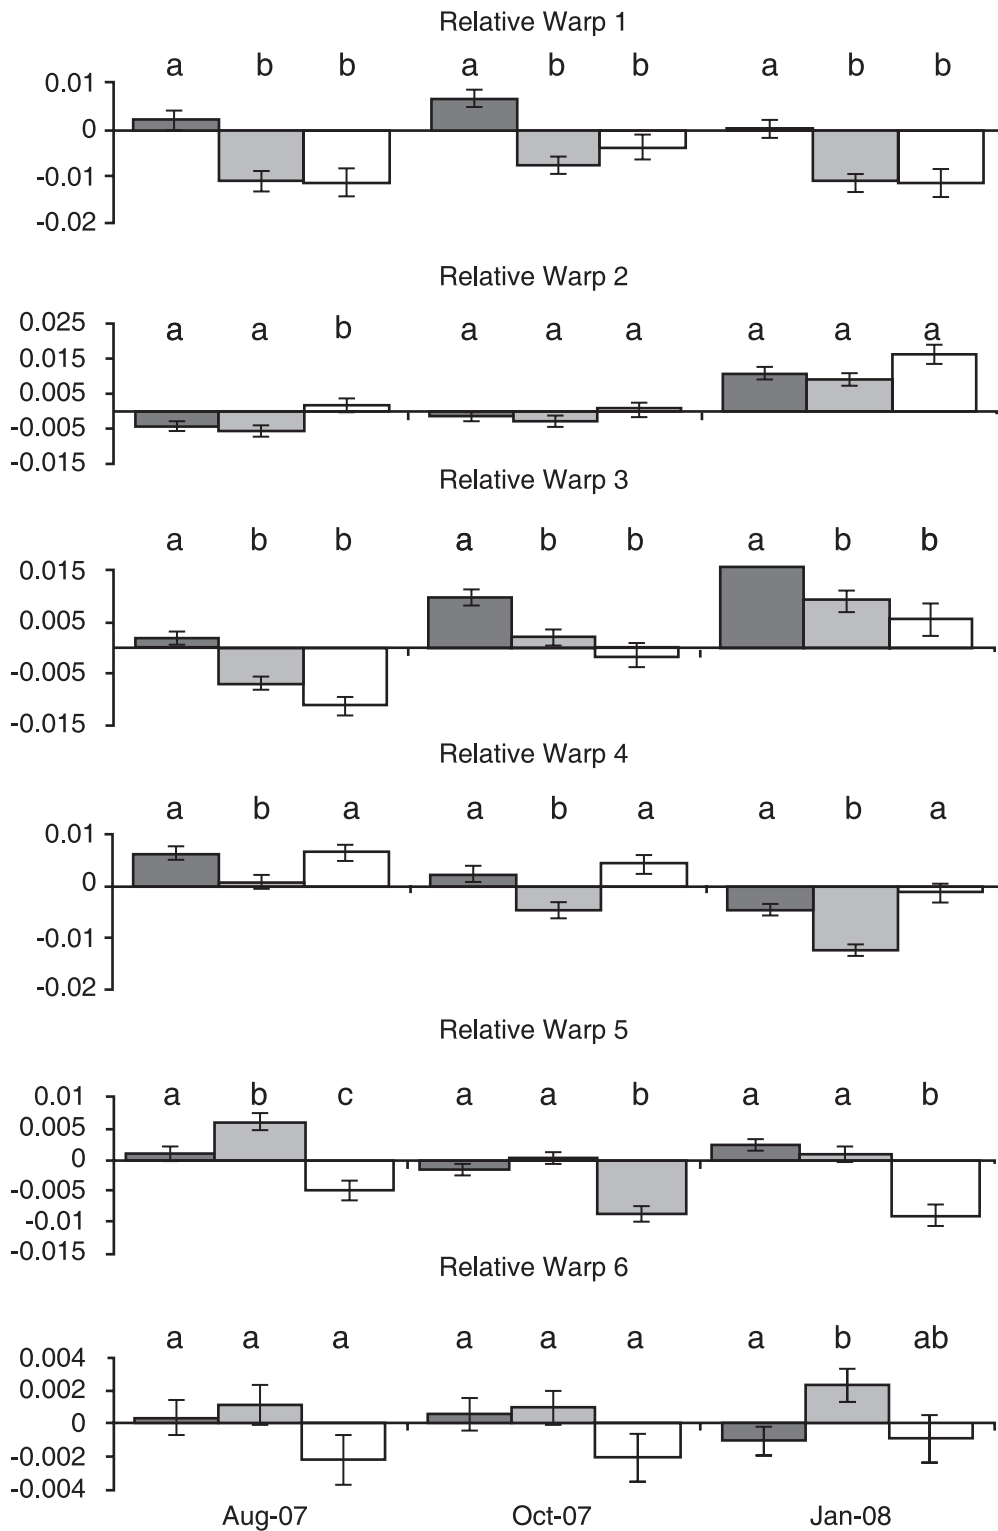 Relative Warp 1
a b b a b b a b b
0.01
0
-0.01
-0.02
Relative Warp 2
0.025
a a b a a a a a a
0.015
0.005
-0.005
-0.015
Relative Warp 3
a b b a b b a b b
0.015
0.005
-0.005
-0.015
Relative Warp 4
a b a a b a a b a
0.01
0
-0.01
-0.02
Relative Warp 5
0.01
a b c a a b a a b
0.005
0
-0.005
-0.01
-0.015
Relative Warp 6
a a a a a a a b ab
0.004
0.002
0
-0.002
-0.004
Aug-07 Oct-07 Jan-08